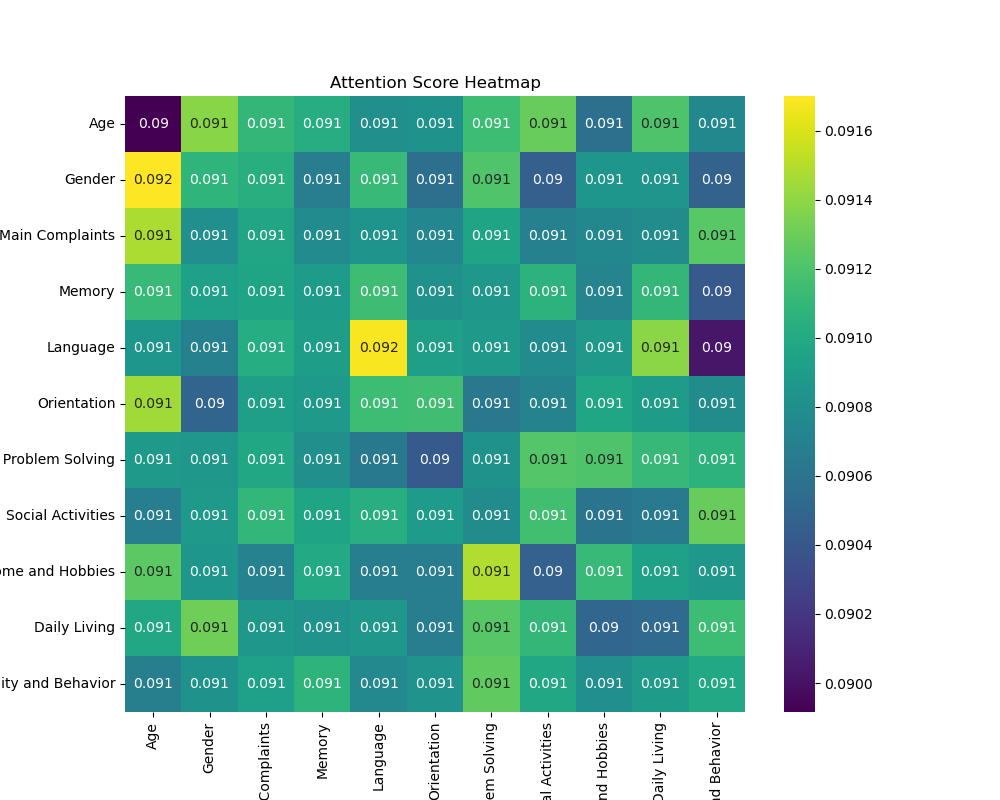 Attention Score Heatmap
Age 0.09 0.091 0.091 0.091 0.091 0.091 0.091 0.091 0.091 0.091 0.091
Gender 0.092 0.091 0.091 0.091 0.091 0.091 0.091 0.09 0.091 0.091 0.09
Main Complaints 0.091 0.091 0.091 0.091 0.091 0.091 0.091 0.091 0.091 0.091 0.091
Memory 0.091 0.091 0.091 0.091 0.091 0.091 0.091 0.091 0.091 0.091 0.09
Language 0.091 0.091 0.091 0.091 0.092 0.091 0.091 0.091 0.091 0.091 0.09
Orientation 0.091 0.09 0.091 0.091 0.091 0.091 0.091 0.091 0.091 0.091 0.091
Problem Solving 0.091 0.091 0.091 0.091 0.091 0.09 0.091 0.091 0.091 0.091 0.091
Social Activities 0.091 0.091 0.091 0.091 0.091 0.091 0.091 0.091 0.091 0.091 0.091
ome and Hobbies 0.091 0.091 0.091 0.091 0.091 0.091 0.091 0.09 0.091 0.091 0.091
Daily Living 0.091 0.091 0.091 0.091 0.091 0.091 0.091 0.091 0.09 0.091 0.091
ity and Behavior 0.091 0.091 0.091 0.091 0.091 0.091 0.091 0.091 0.091 0.091 0.091
Age
Gender
Complaints
Memory
Language
Orientation
em Solving
al Activities
nd Hobbies
Daily Living
nd Behavior
0.0916
0.0914
0.0912
0.0910
0.0908
0.0906
0.0904
0.0902
0.0900